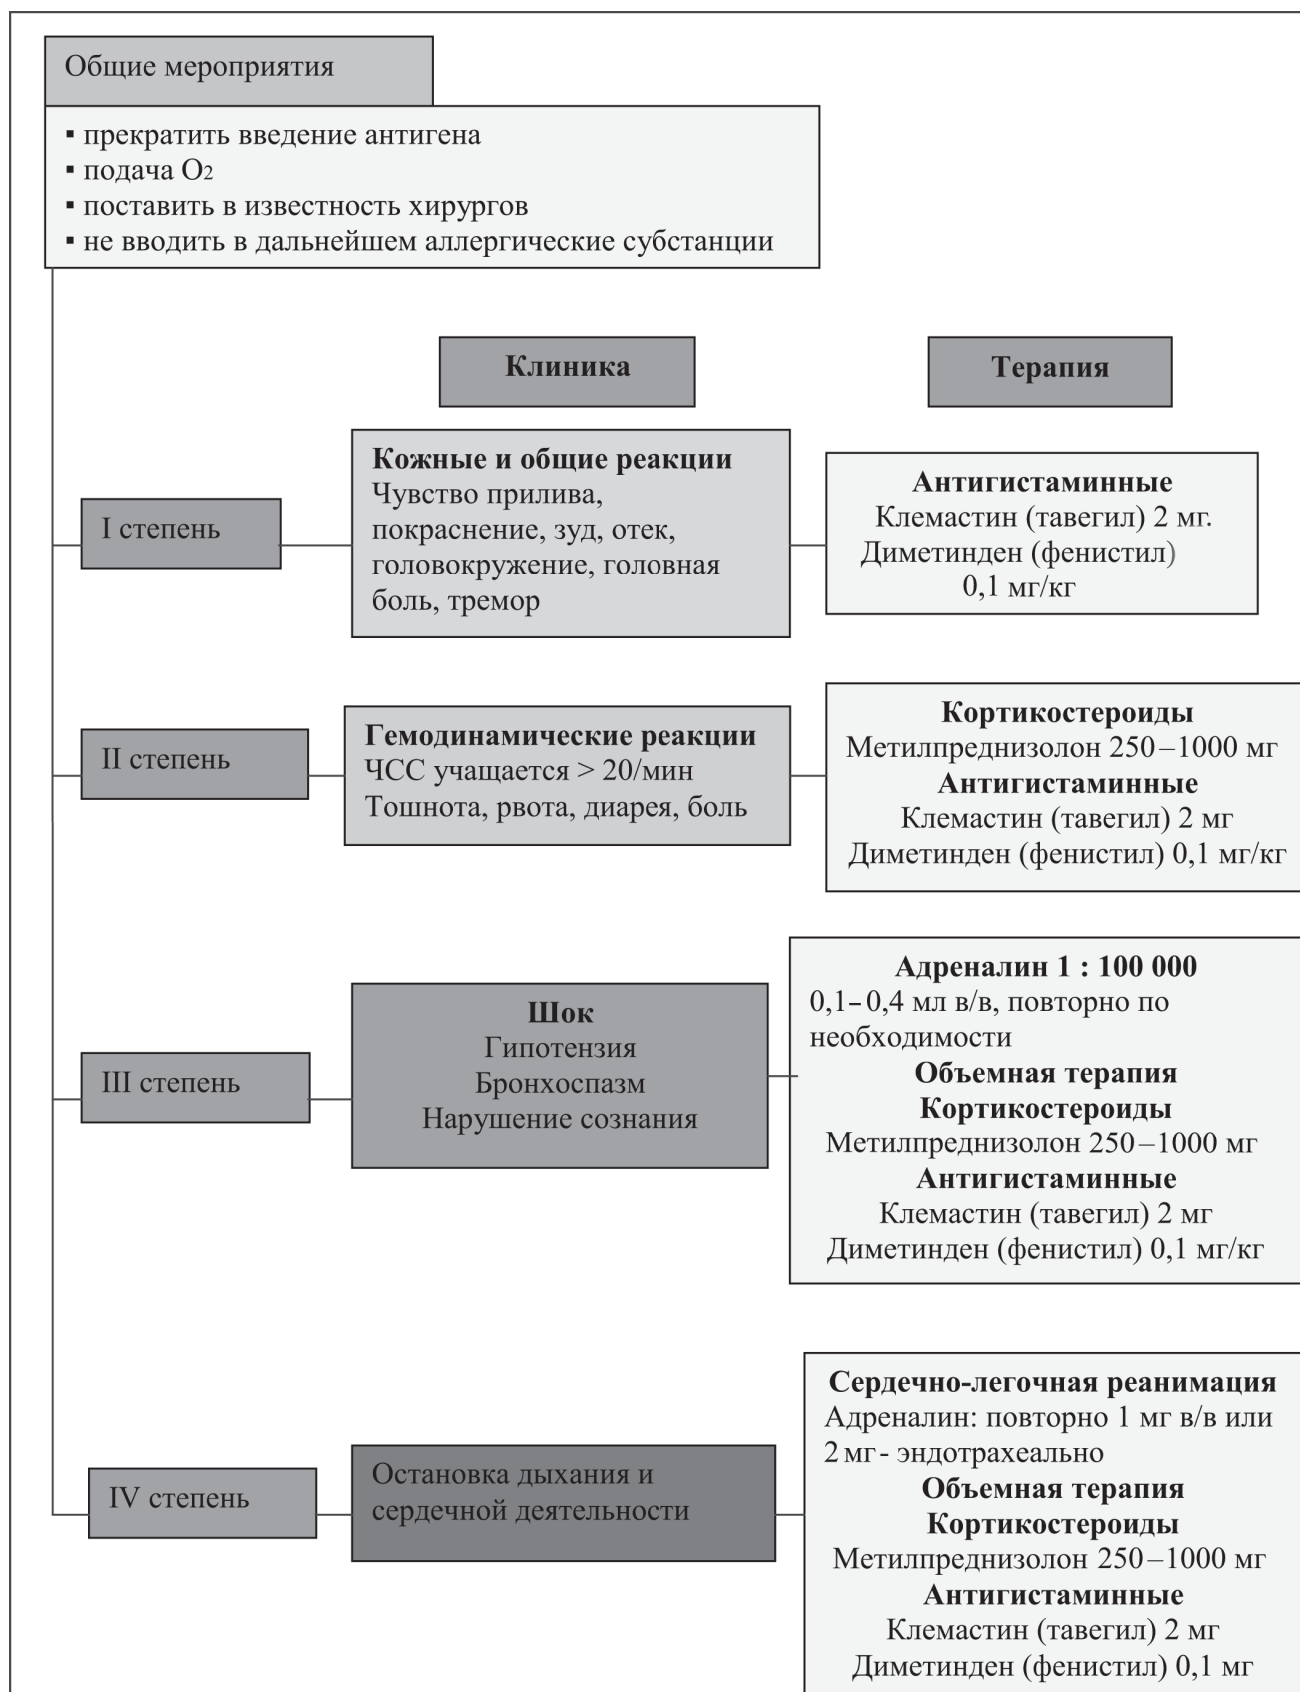 Общие мероприятия
▪ прекратить введение антигена
▪ подача O2
▪ поставить в известность хирургов
▪ не вводить в дальнейшем аллергические субстанции
Клиника
Терапия
I степень
Кожные и общие реакции
Чувство прилива,
покраснение, зуд, отек,
головокружение, головная
боль, тремор
Антигистаминные
Клемастин (тавегил) 2 мг.
Диметинден (фенистил)
0,1 мг/кг
II степень
Гемодинамические реакции
ЧСС учащается > 20/мин
Тошнота, рвота, диарея, боль
Кортикостероиды
Метилпреднизолон 250–1000 мг
Антигистаминные
Клемастин (тавегил) 2 мг
Диметинден (фенистил) 0,1 мг/кг
III степень
Шок
Гипотензия
Бронхоспазм
Нарушение сознания
Адреналин 1 : 100 000
0,1–0,4 мл в/в, повторно по
необходимости
Объемная терапия
Кортикостероиды
Метилпреднизолон 250–1000 мг
Антигистаминные
Клемастин (тавегил) 2 мг
Диметинден (фенистил) 0,1 мг/кг
IV степень
Остановка дыхания и
сердечной деятельности
Сердечно-легочная реанимация
Адреналин: повторно 1 мг в/в или
2 мг - эндотрахеально
Объемная терапия
Кортикостероиды
Метилпреднизолон 250–1000 мг
Антигистаминные
Клемастин (тавегил) 2 мг
Диметинден (фенистил) 0,1 мг